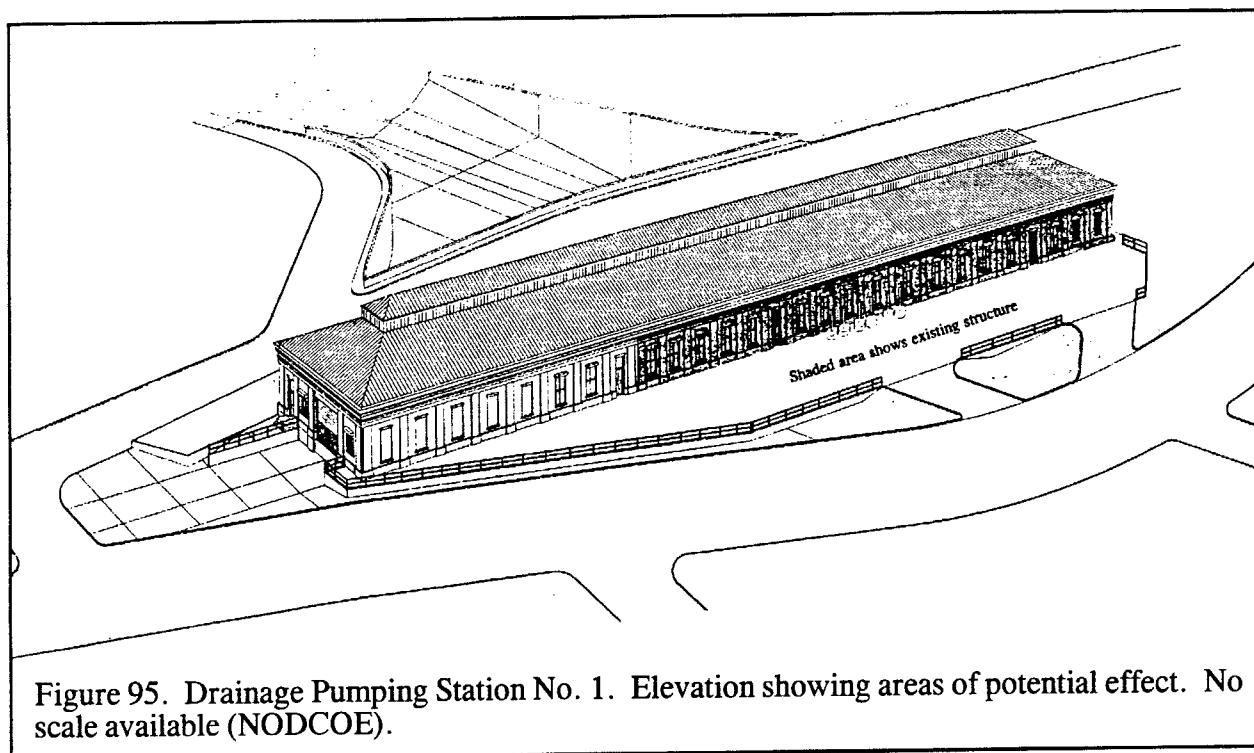 Shaded area shows existing structure
Figure 95.  Drainage Pumping Station No. 1.  Elevation showing areas of potential effect.  No
scale available (NODCOE).